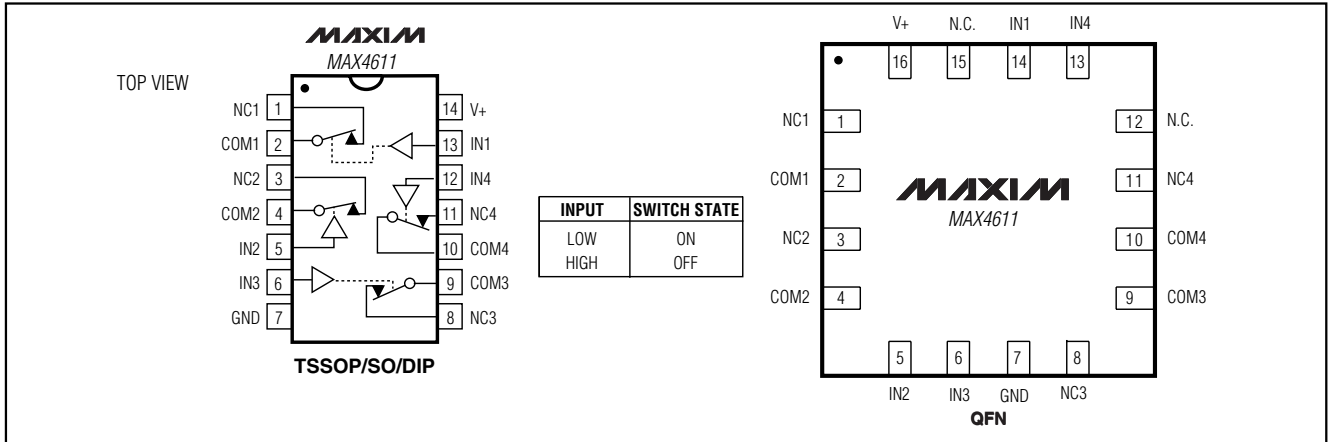 MAXIM
MAX4611
TOP VIEW
NC1 1
COM1 2
NC2 3
COM2 4
IN2 5
IN3 6
GND 7
14 V+
13 IN1
12 IN4
11 NC4
10 COM4
9 COM3
8 NC3
TSSOP/SO/DIP
INPUT SWITCH STATE
LOW ON
HIGH OFF
V+ N.C. IN1 IN4
16 15 14 13
NC1 1
COM1 2
NC2 3
COM2 4
MAXIM
MAX4611
12 N.C.
11 NC4
10 COM4
9 COM3
5 6 7 8
IN2 IN3 GND NC3
QFN